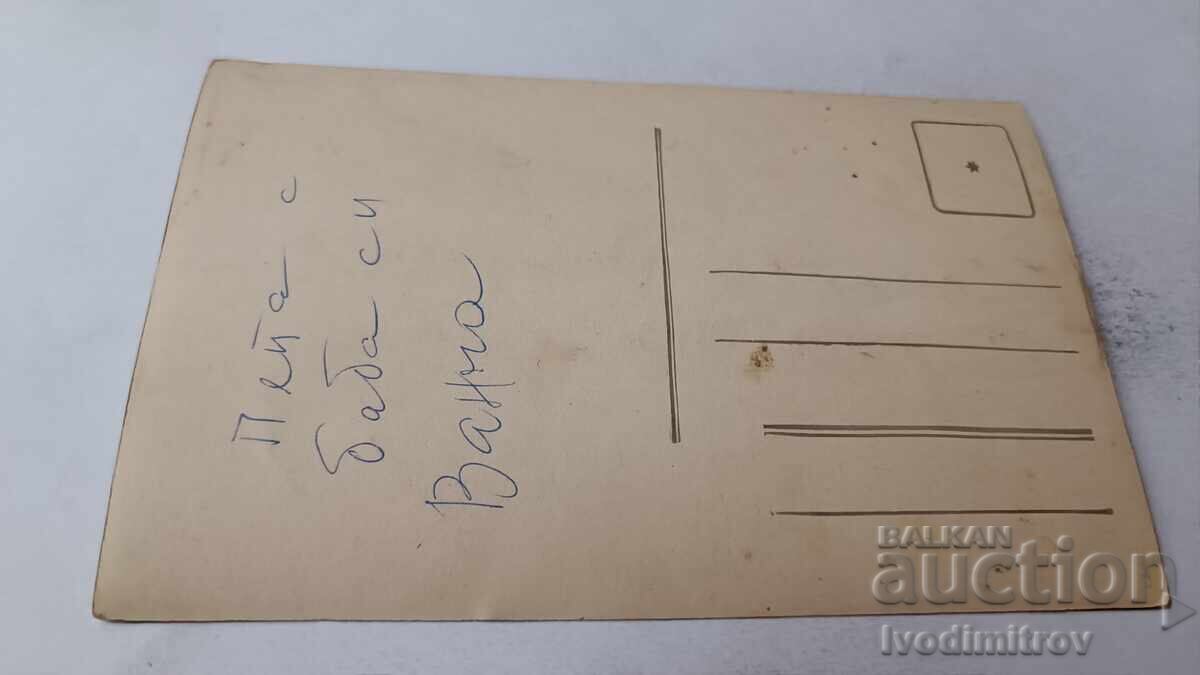 Петя с
баба си
Ванча
BALKAN
auction
Ivodimitrov